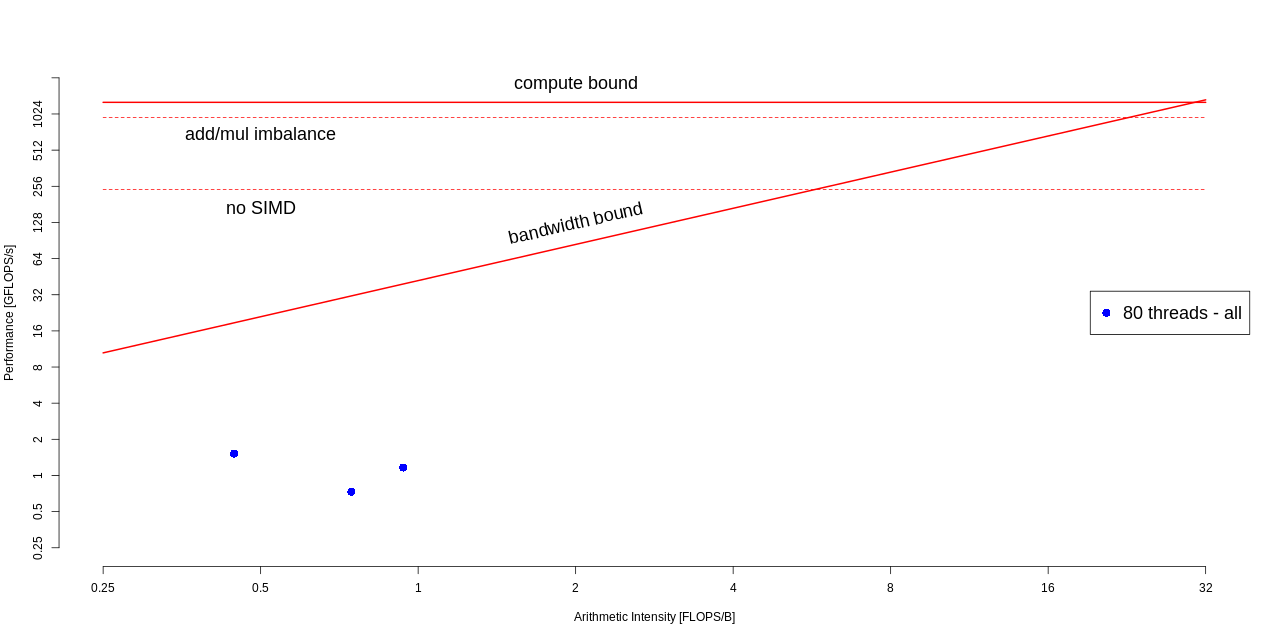 compute bound
add/mul imbalance
no SIMD
bandwidth bound
80 threads - all
Performance [GFLOPS/s]
1024
512
256
128
64
32
16
8
4
2
1
0.5
0.25
0.25 0.5 1 2 4 8 16 32
Arithmetic Intensity [FLOPS/B]